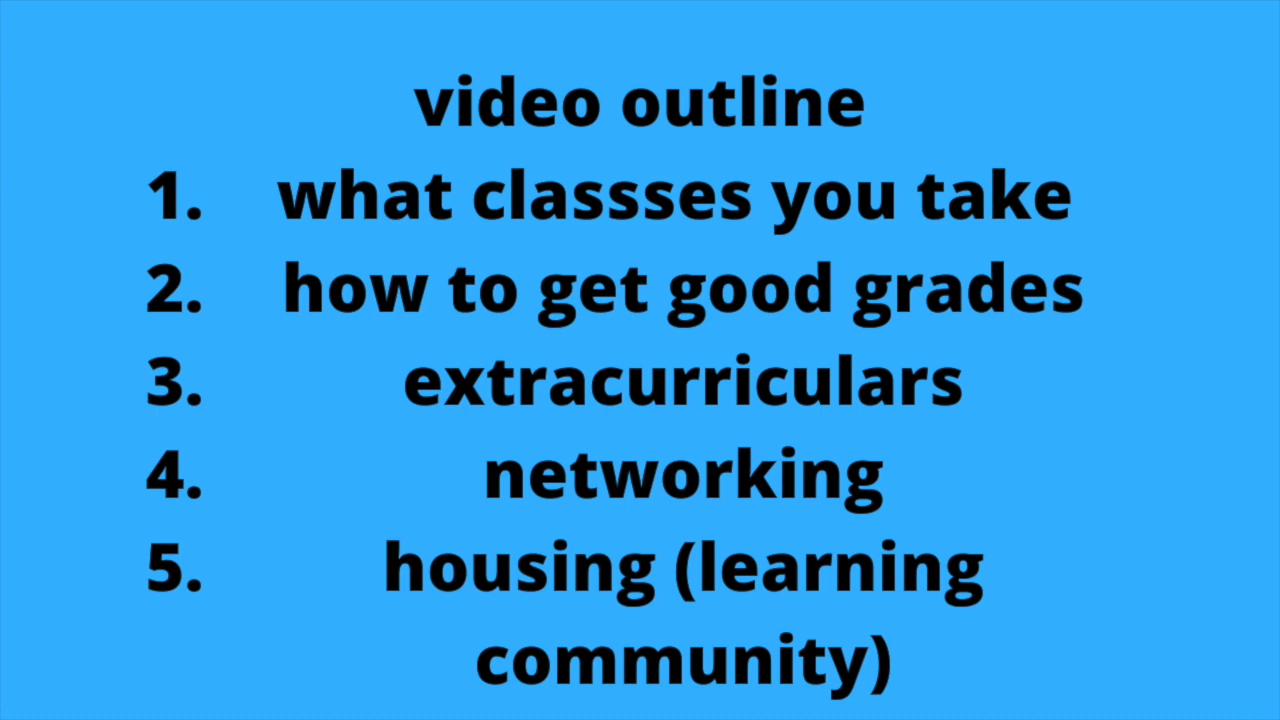 video outline
1. what classsses you take
2. how to get good grades
3. extracurriculars
4. networking
5. housing (learning
community)